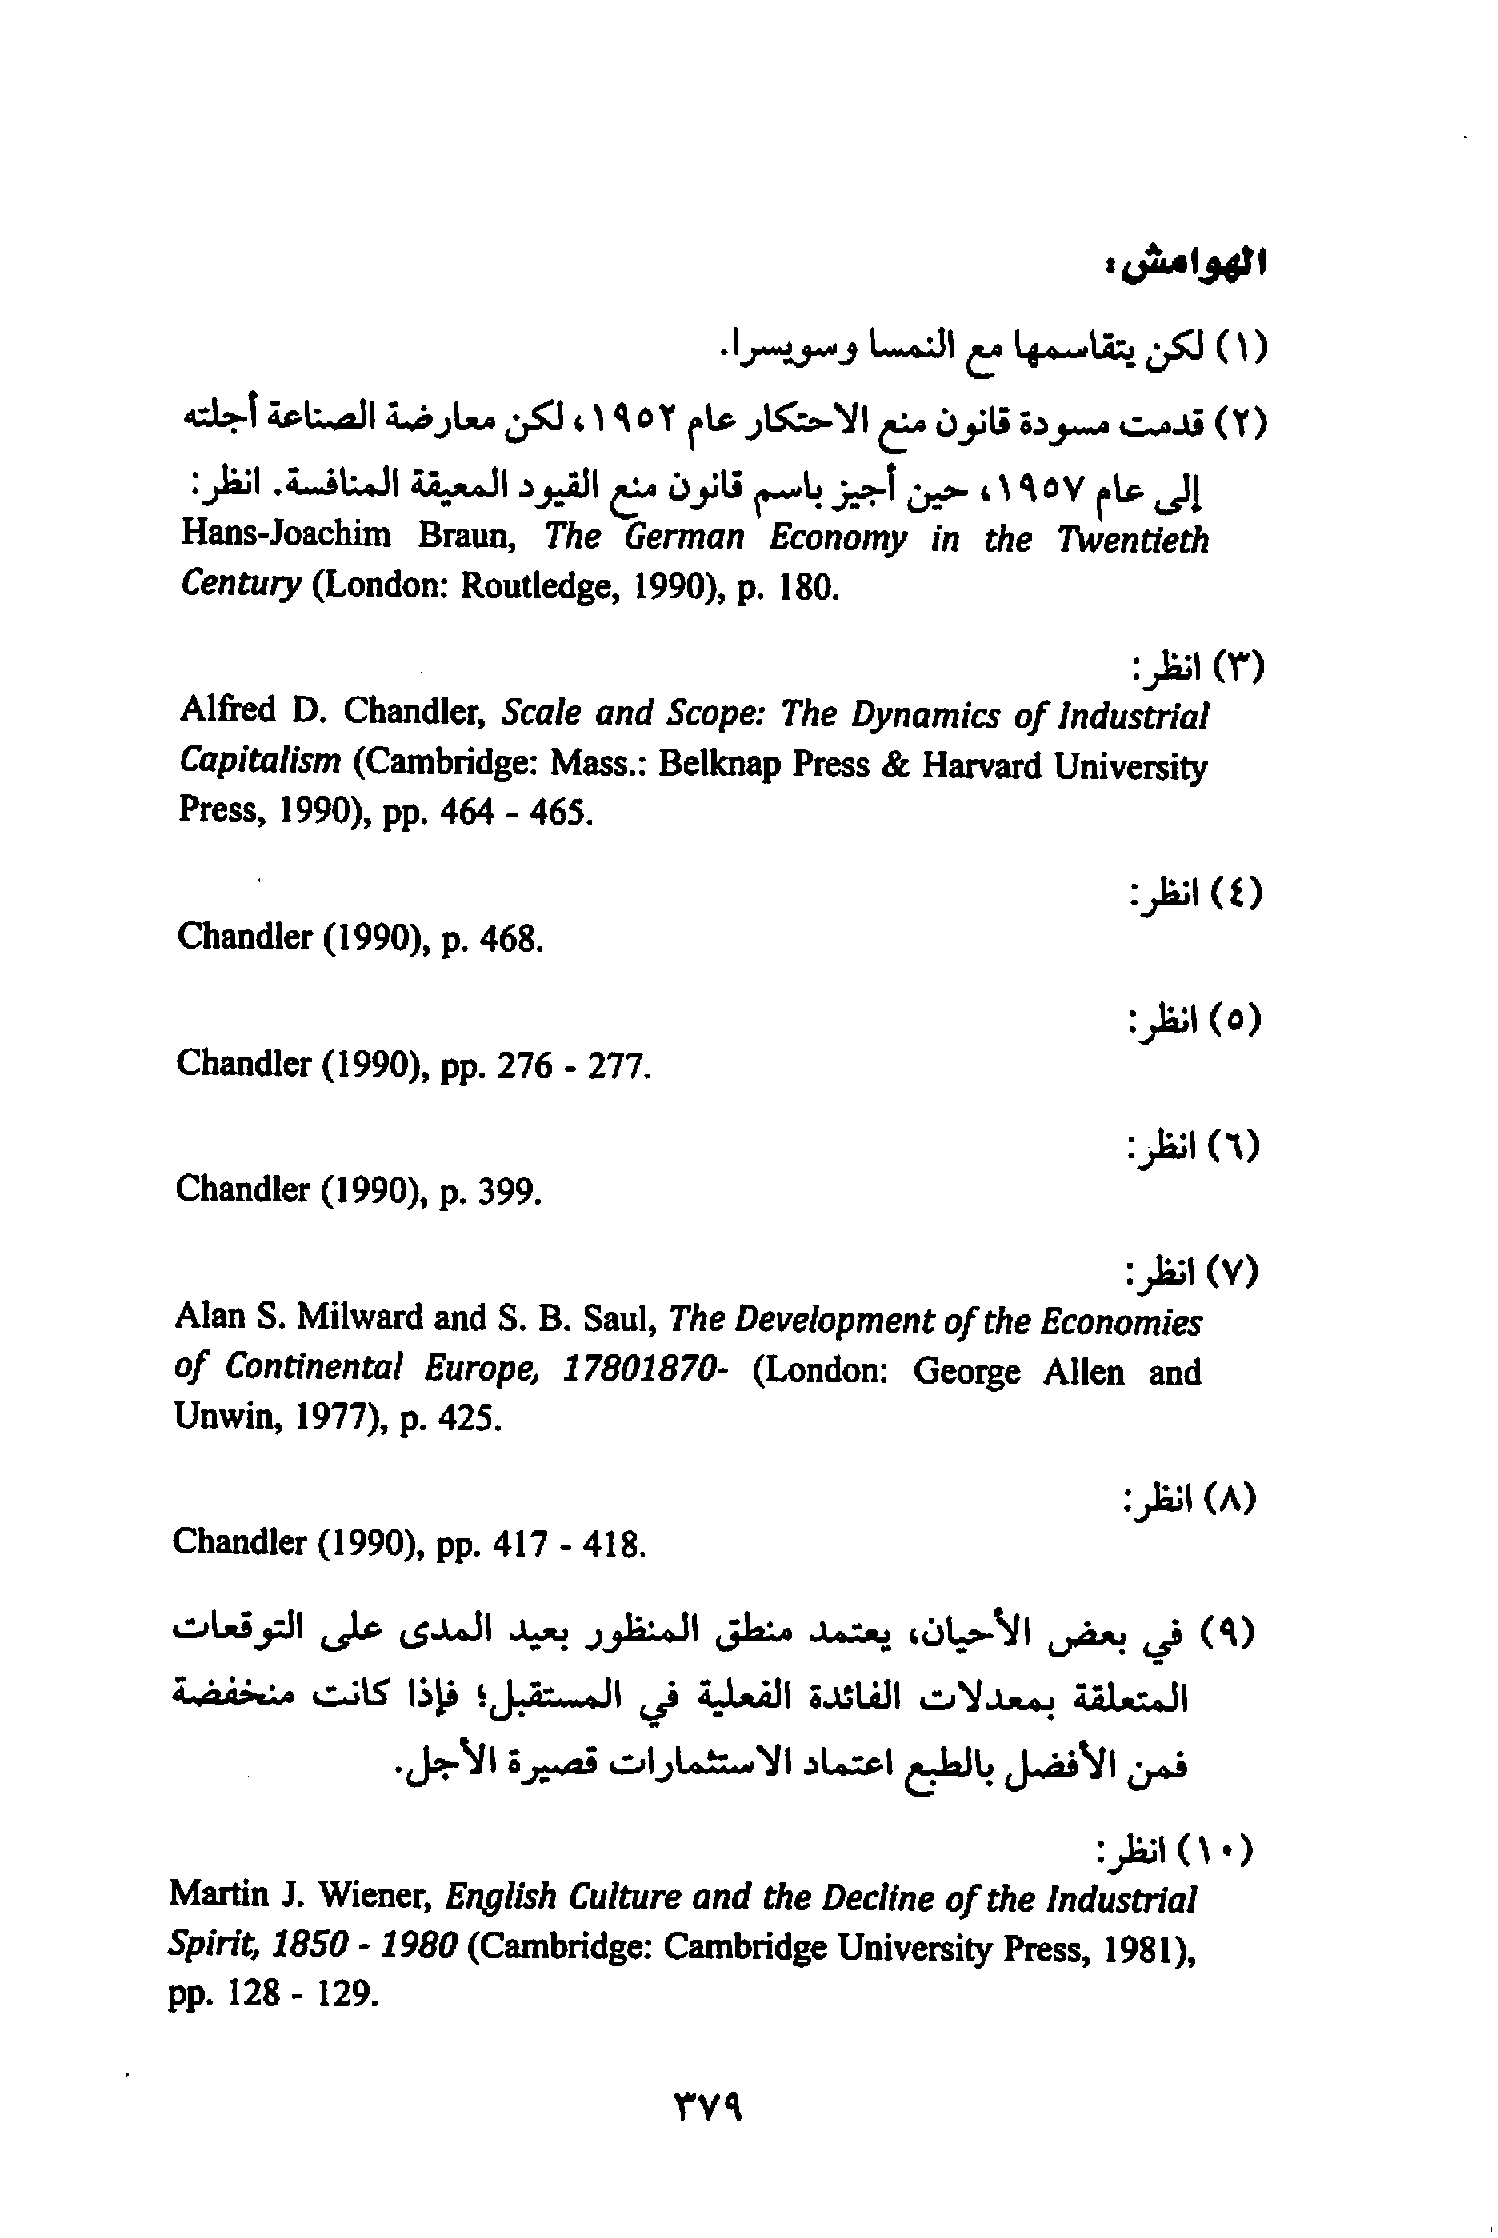 الهوامش:
(١) لكن يتقاسمها مع النمسا وسويسرا.
(٢) قدمت مسودة قانون منع الاحتكار عام ١٩٥٢، لكن معارضة الصناعة أجلته
إلى عام ١٩٥٧، حين أجيز باسم قانون منع القيود المعيقة المنافسة. انظر:
Hans-Joachim Braun, The German Economy in the Twentieth
Century (London: Routledge, 1990), p. 180.
(٣) انظر:
Alfred D. Chandler, Scale and Scope: The Dynamics of Industrial
Capitalism (Cambridge: Mass.: Belknap Press & Harvard University
Press, 1990), pp. 464 - 465.
(٤) انظر:
Chandler (1990), p. 468.
(٥) انظر:
Chandler (1990), pp. 276 - 277.
(٦) انظر:
Chandler (1990), p. 399.
(٧) انظر:
Alan S. Milward and S. B. Saul, The Development of the Economies
of Continental Europe, 17801870- (London: George Allen and
Unwin, 1977), p. 425.
(٨) انظر:
Chandler (1990), pp. 417 - 418.
(٩) في بعض الأحيان، يعتمد منطق المنظور بعيد المدى على التوقعات
المتعلقة بمعدلات الفائدة الفعلية في المستقبل؛ فإذا كانت منخفضة
فمن الأفضل بالطبع اعتماد الاستثمارات قصيرة الأجل.
(١٠) انظر:
Martin J. Wiener, English Culture and the Decline of the Industrial
Spirit, 1850 - 1980 (Cambridge: Cambridge University Press, 1981),
pp. 128 - 129.
٣٧٩